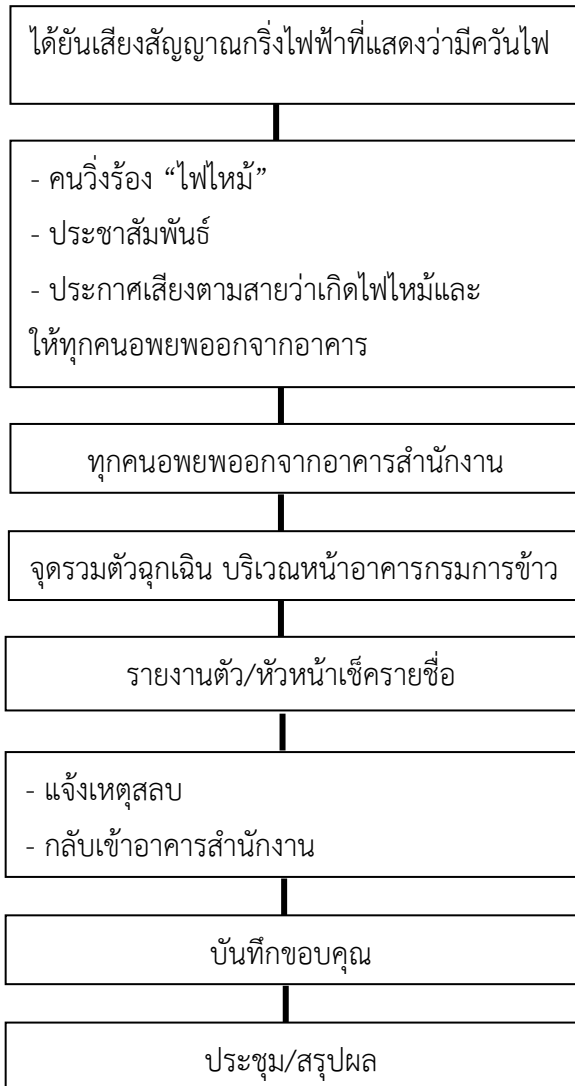 ได้ยันเสียงสัญญาณกริ่งไฟฟ้าที่แสดงว่ามีควันไฟ
- คนวิ่งร้อง “ไฟไหม้”
- ประชาสัมพันธ์
- ประกาศเสียงตามสายว่าเกิดไฟไหม้และ
ให้ทุกคนอพยพออกจากอาคาร
ทุกคนอพยพออกจากอาคารสำนักงาน
จุดรวมตัวฉุกเฉิน บริเวณหน้าอาคารกรมการข้าว
รายงานตัว/หัวหน้าเช็ครายชื่อ
- แจ้งเหตุสลบ
- กลับเข้าอาคารสำนักงาน
บันทึกขอบคุณ
ประชุม/สรุปผล